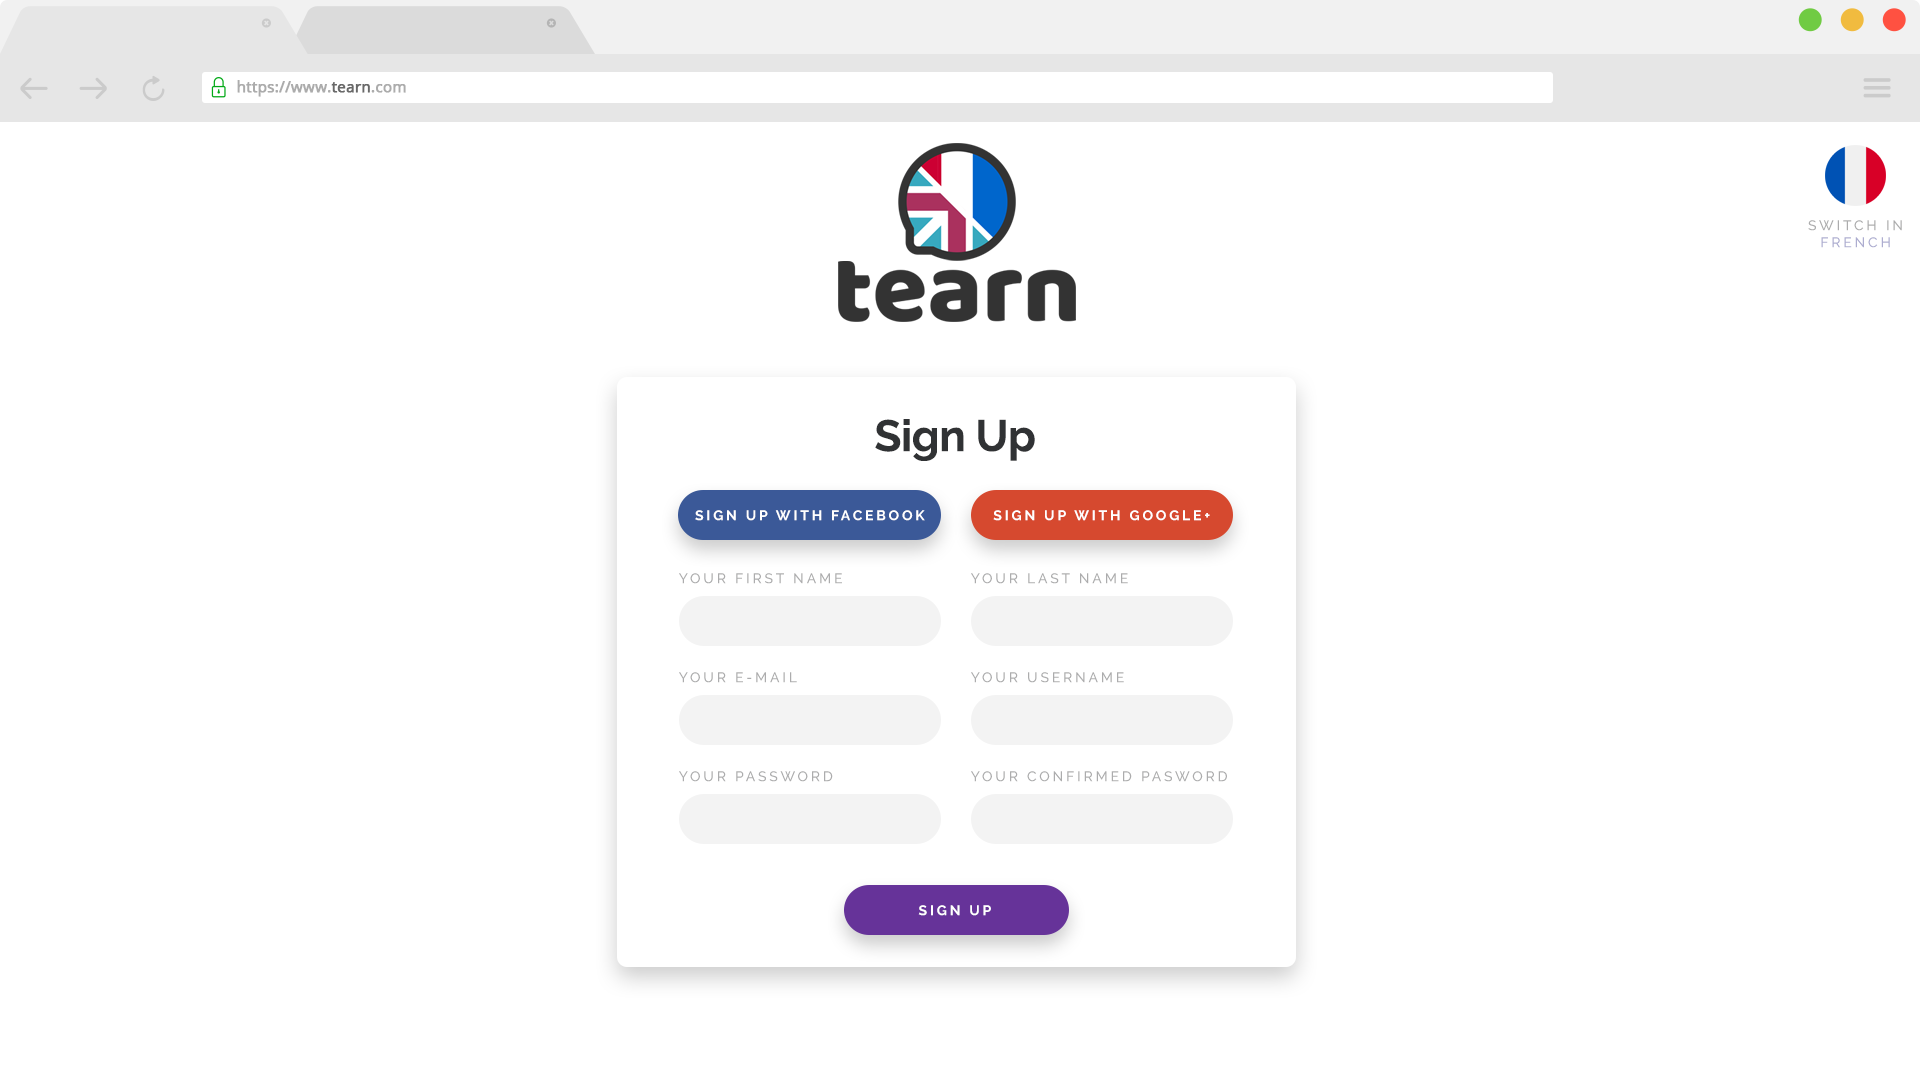 https://www.tearn.com
SWITCH IN
FRENCH
tearn
Sign Up
SIGN UP WITH FACEBOOK
SIGN UP WITH GOOGLE+
YOUR FIRST NAME
YOUR LAST NAME
YOUR E-MAIL
YOUR USERNAME
YOUR PASSWORD
YOUR CONFIRMED PASWORD
SIGN UP